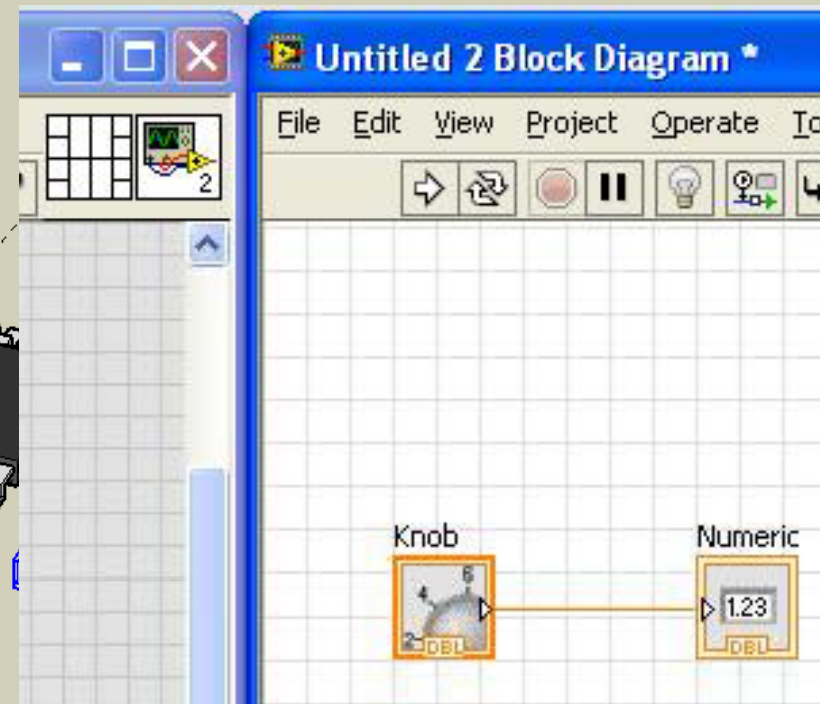 Untitled 2 Block Diagram *
File Edit View Project Operate To
2
Knob
Numeric
6
4
2
DBL
1.23
DBL